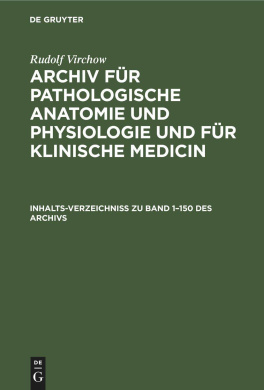 DE GRUYTER
Rudolf Virchow
ARCHIV FÜR
PATHOLOGISCHE
ANATOMIE UND
PHYSIOLOGIE UND FÜR
KLINISCHE MEDICIN
INHALTS-VERZEICHNISS ZU BAND 1–150 DES
ARCHIVS
DE
G